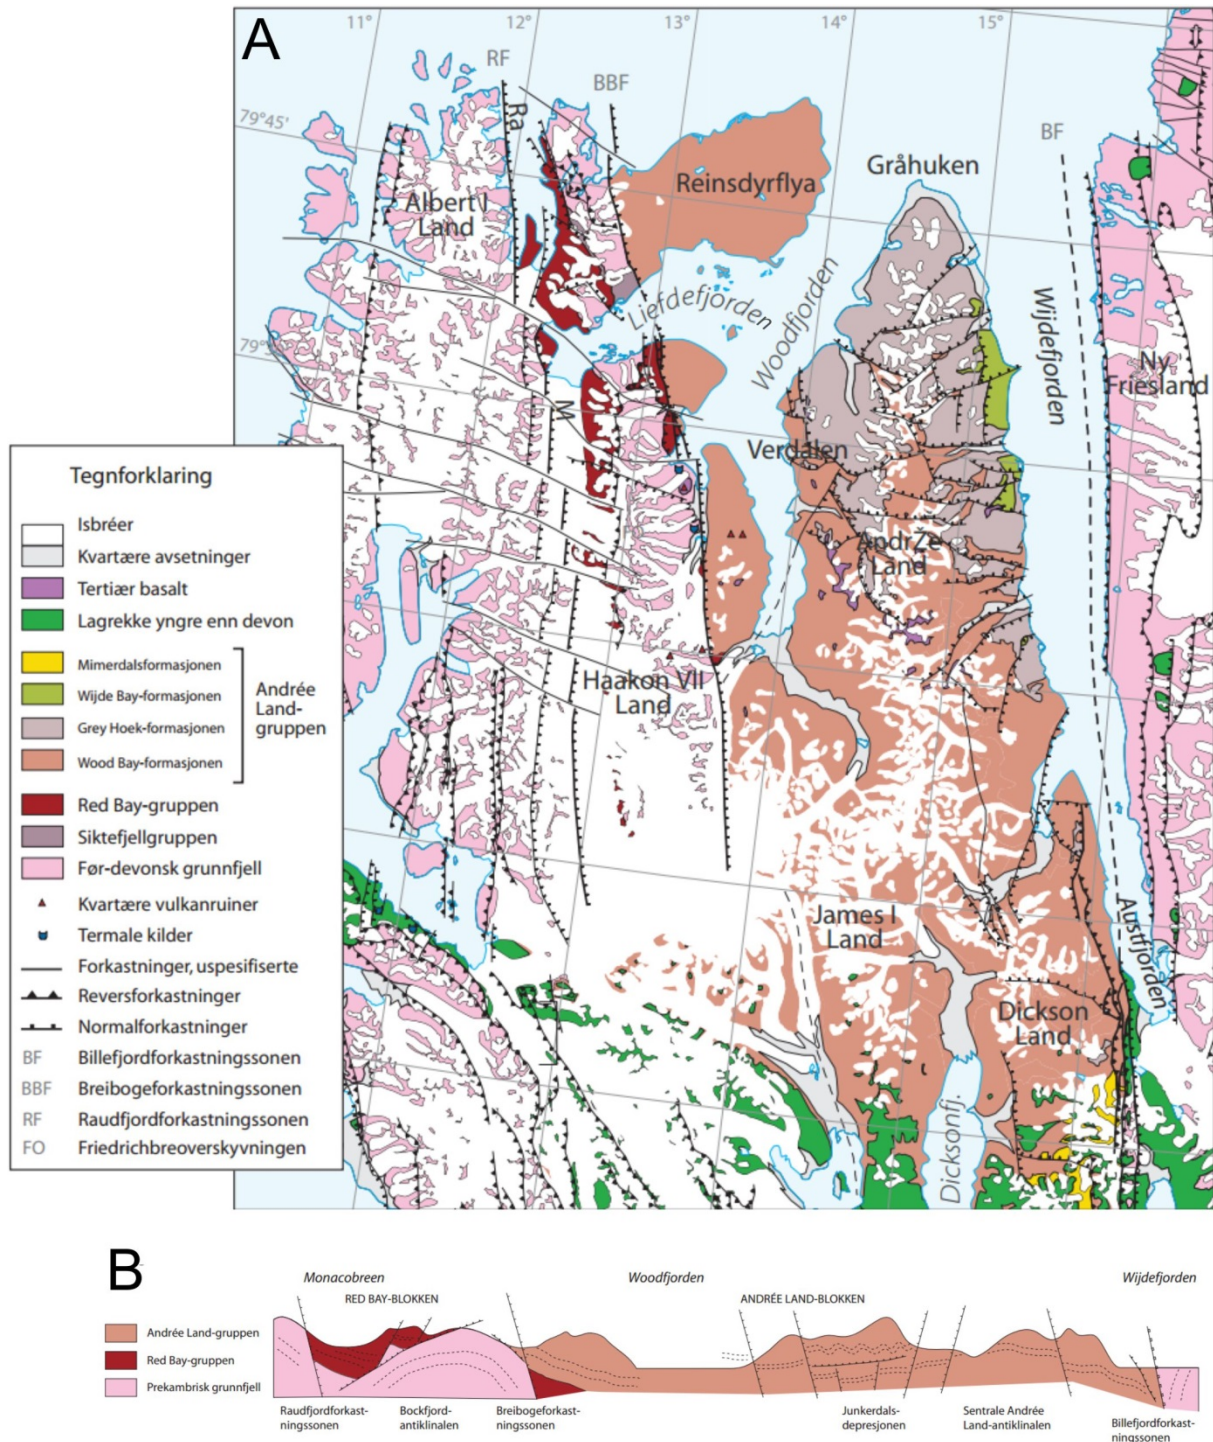 A
11°
12°
13°
14°
15°
RF
BBF
BF
Ra
79°45'
Gråhuken
Reinsdyrflya
Albert I
Land
Liefdefjorden
Woodfjorden
Wijdefjorden
Ny
Friesland
M
Verdalen
AndrŽe
Land
Haakon VII
Land
James I
Land
Austfjorden
Dickson
Land
Dicksonfj.
Tegnforklaring
Isbréer
Kvartære avsetninger
Tertiær basalt
Lagrekke yngre enn devon
Mimerdalsformasjonen
Wijde Bay-formasjonen
Grey Hoek-formasjonen
Wood Bay-formasjonen
Andrée
Land-
gruppen
Red Bay-gruppen
Siktefjellgruppen
Før-devonsk grunnfjell
Kvartære vulkanruiner
Termale kilder
Forkastninger, uspesifiserte
Reversforkastninger
Normalforkastninger
BF Billefjordforkastningssonen
BBF Breibogeforkastningssonen
RF Raudfjordforkastningssonen
FO Friedrichbreoverskyvningen
B
Monacobreen
Woodfjorden
Wijdefjorden
RED BAY-BLOKKEN
ANDRÉE LAND-BLOKKEN
Andrée Land-gruppen
Red Bay-gruppen
Prekambrisk grunnfjell
Raudfjordforkast-
ningssonen
Bockfjord-
antiklinalen
Breibogeforkast-
ningssonen
Junkerdals-
depresjonen
Sentrale Andrée
Land-antiklinalen
Billefjordforkast-
ningssonen